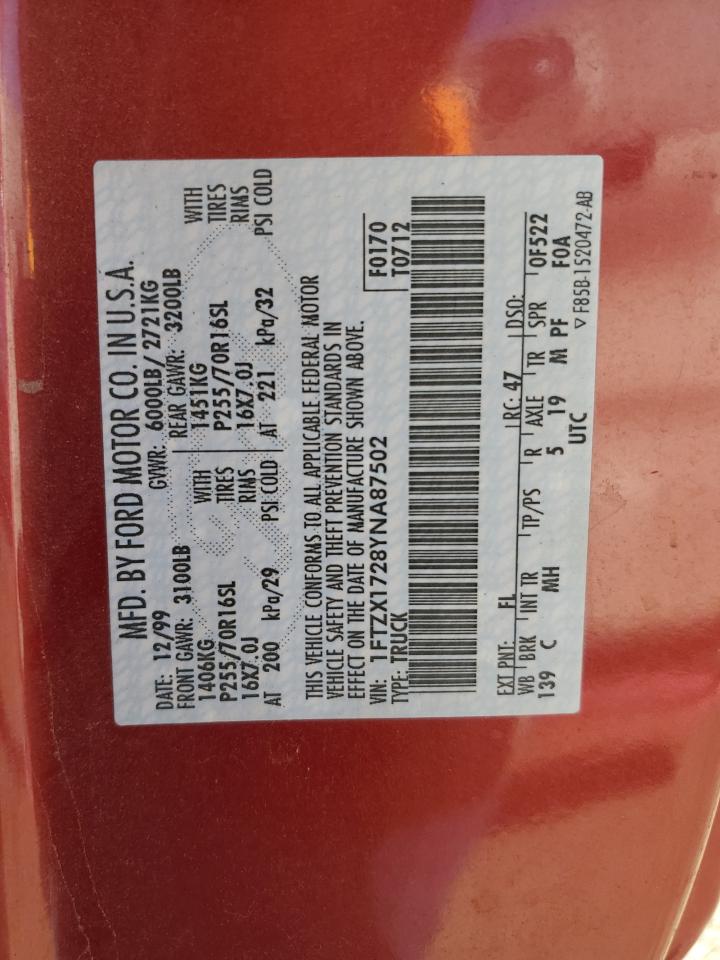 MFD. BY FORD MOTOR CO. IN U.S.A.
DATE: 12/99 GVWR: 6000LB/ 2721KG
FRONT GAWR: 3100LB REAR GAWR: 3200LB
1406KG WITH 1451KG WITH
P255/70R16SL TIRES P255/70R16SL TIRES
16X7.0J RIMS 16X7.0J RIMS
AT 200 kPa/29 PSI COLD AT 221 kPa/32 PSI COLD
THIS VEHICLE CONFORMS TO ALL APPLICABLE FEDERAL MOTOR
VEHICLE SAFETY AND THEFT PREVENTION STANDARDS IN
EFFECT ON THE DATE OF MANUFACTURE SHOWN ABOVE.
VIN: 1FTZX1728YNA87502 F0170
TYPE: TRUCK T0712
EXT PNT: FL RC: 47 DSO:
WB BRK INT TR TP/PS R AXLE TR SPR 0F522
139 C MH 5 19 M PF F0A
UTC ▽ F85B-1520472-AB